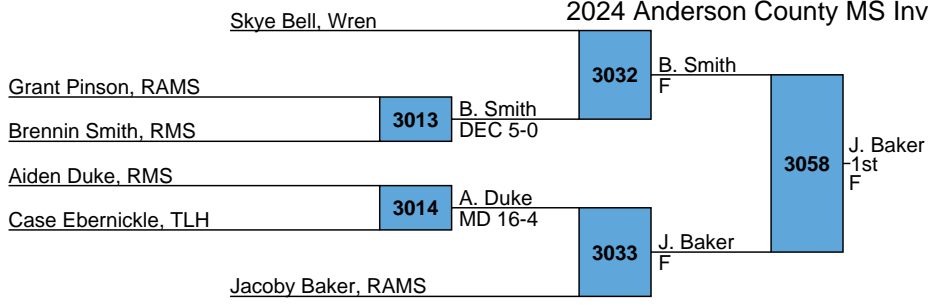 2024 Anderson County MS Inv
Skye Bell, Wren
3032
B. Smith
F
Grant Pinson, RAMS
3013
B. Smith
DEC 5-0
Brennin Smith, RMS
3058
J. Baker
1st
F
Aiden Duke, RMS
3014
A. Duke
MD 16-4
Case Ebernickle, TLH
3033
J. Baker
F
Jacoby Baker, RAMS